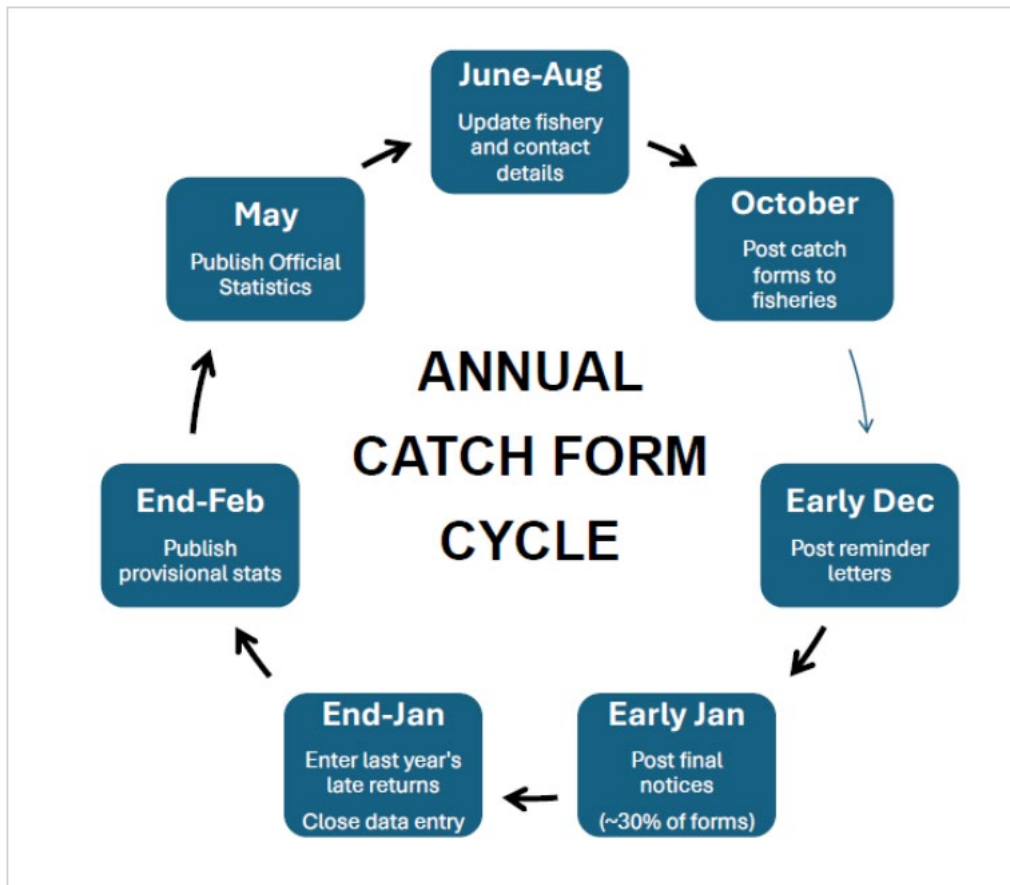 June-Aug
Update fishery
and contact
details
October
Post catch
forms to
fisheries
Early Dec
Post reminder
letters
Early Jan
Post final
notices
(~30% of forms)
End-Jan
Enter last year's
late returns
Close data entry
End-Feb
Publish
provisional stats
May
Publish Official
Statistics
ANNUAL
CATCH FORM
CYCLE